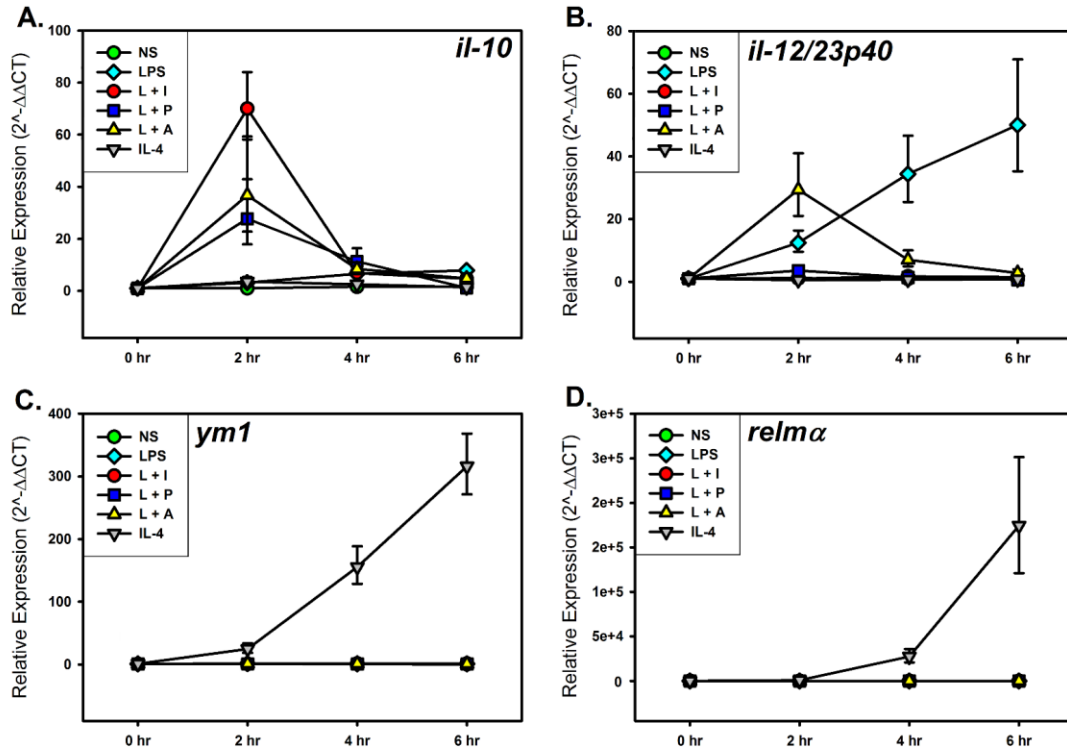 A.
il-10
100
80
60
40
20
0
Relative Expression (2^-ΔΔCT)
NS
LPS
L + I
L + P
L + A
IL-4
0 hr 2 hr 4 hr 6 hr
B.
il-12/23p40
80
60
40
20
0
Relative Expression (2^-ΔΔCT)
NS
LPS
L + I
L + P
L + A
IL-4
0 hr 2 hr 4 hr 6 hr
C.
ym1
400
300
200
100
0
Relative Expression (2^-ΔΔCT)
NS
LPS
L + I
L + P
L + A
IL-4
0 hr 2 hr 4 hr 6 hr
D.
relmα
3e+5
3e+5
2e+5
2e+5
1e+5
5e+4
0
Relative Expression (2^-ΔΔCT)
NS
LPS
L + I
L + P
L + A
IL-4
0 hr 2 hr 4 hr 6 hr